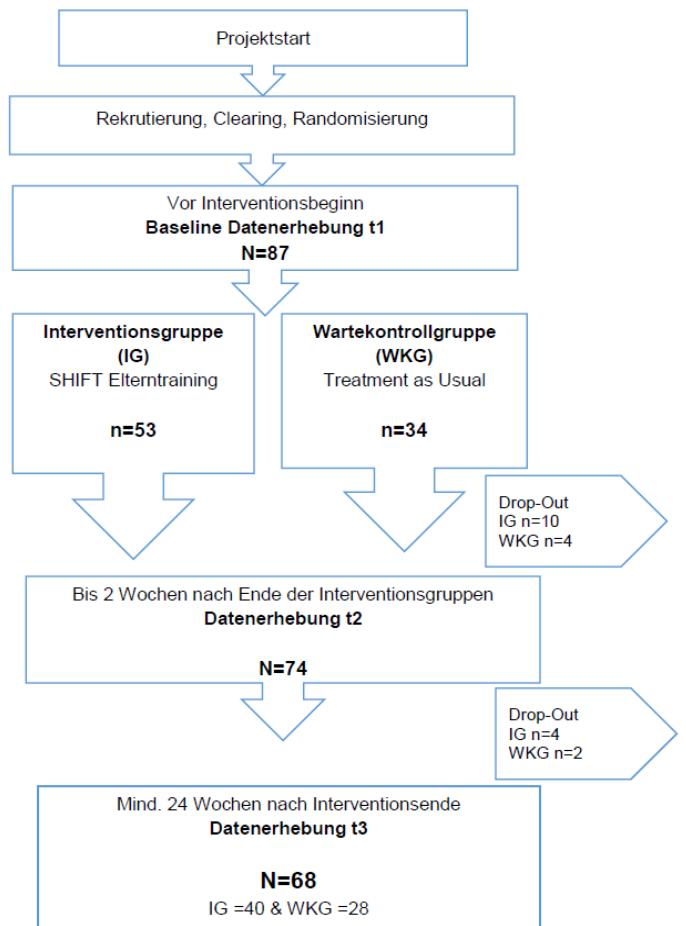 Projektstart
Rekrutierung, Clearing, Randomisierung
Vor Interventionsbeginn
Baseline Datenerhebung t1
N=87
Interventionsgruppe
(IG)
SHIFT Elterntraining
n=53
Wartekontrollgruppe
(WKG)
Treatment as Usual
n=34
Drop-Out
IG n=10
WKG n=4
Bis 2 Wochen nach Ende der Interventionsgruppen
Datenerhebung t2
N=74
Drop-Out
IG n=4
WKG n=2
Mind. 24 Wochen nach Interventionsende
Datenerhebung t3
N=68
IG =40 & WKG =28